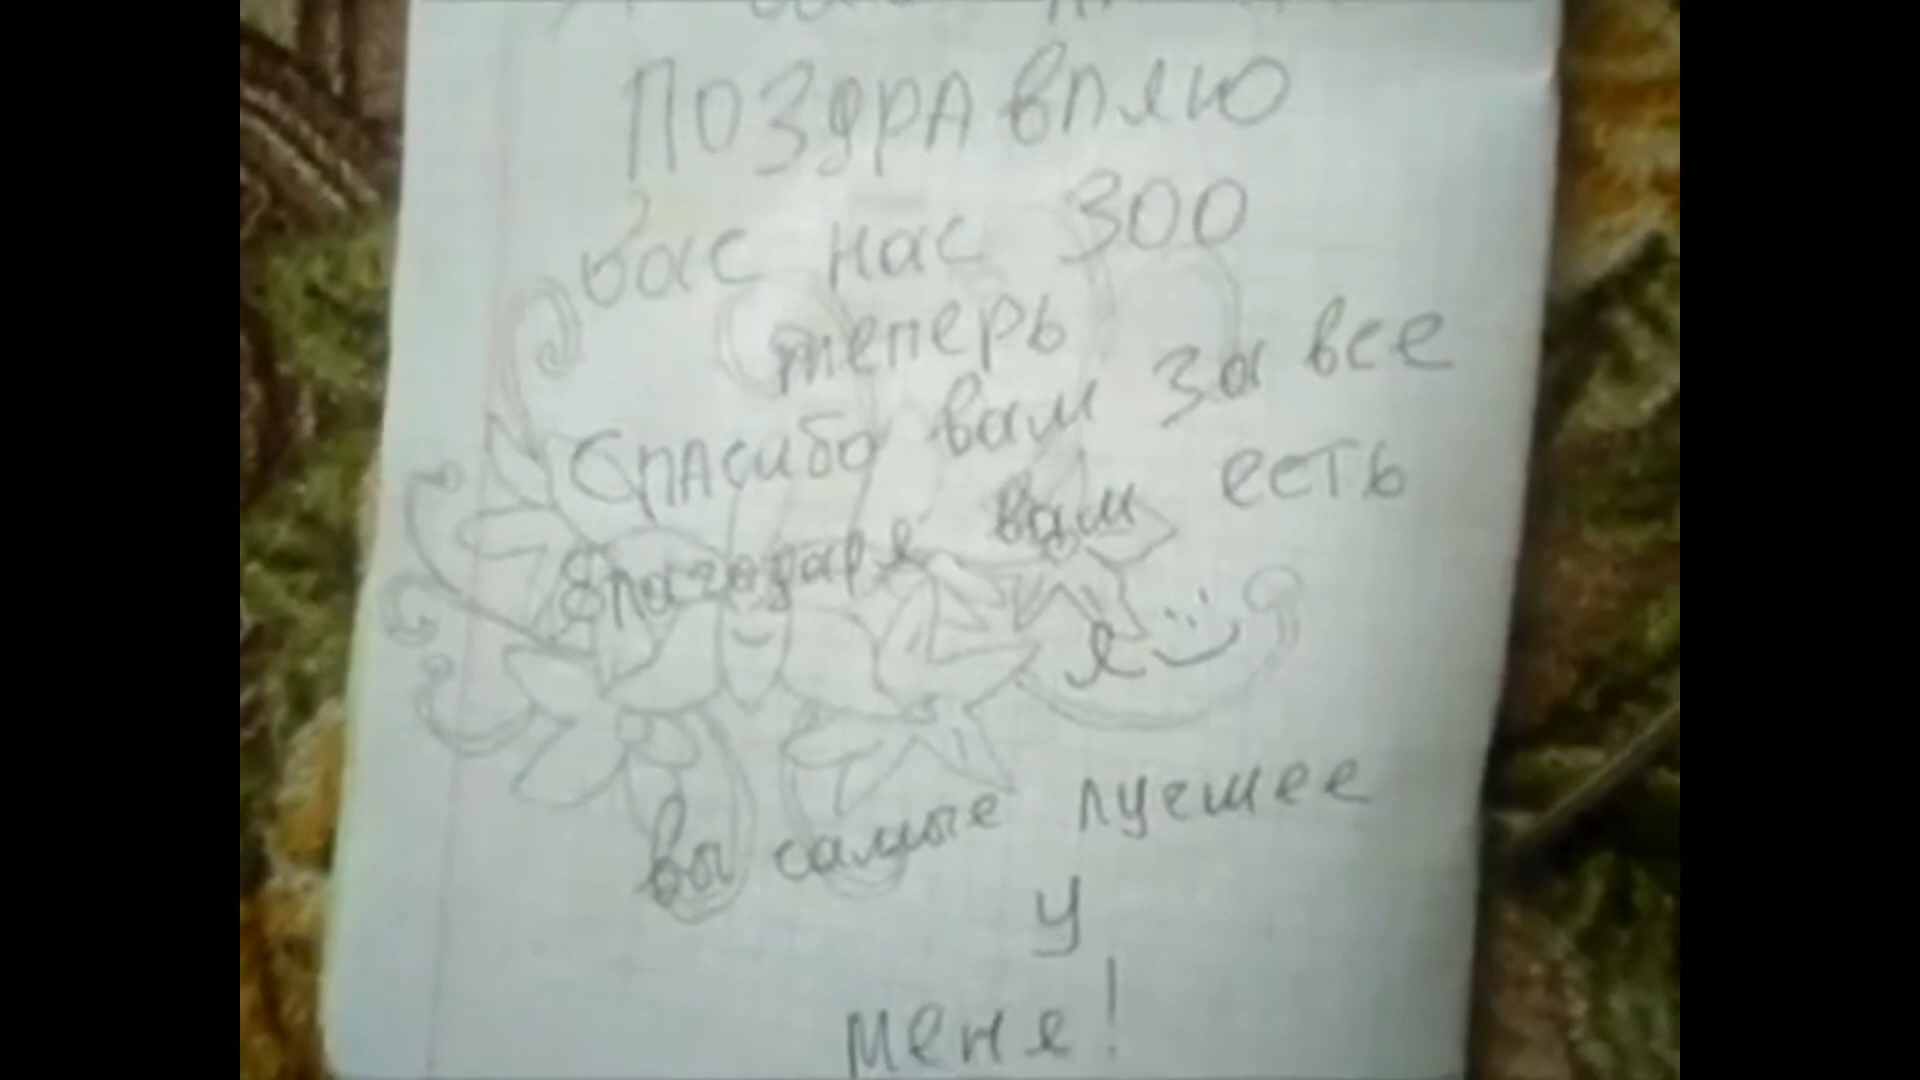 Поздравляю
вас нас 300
теперь
Спасибо вам за все
благодаря вам есть
я
вы самые лучшее
у
меня!